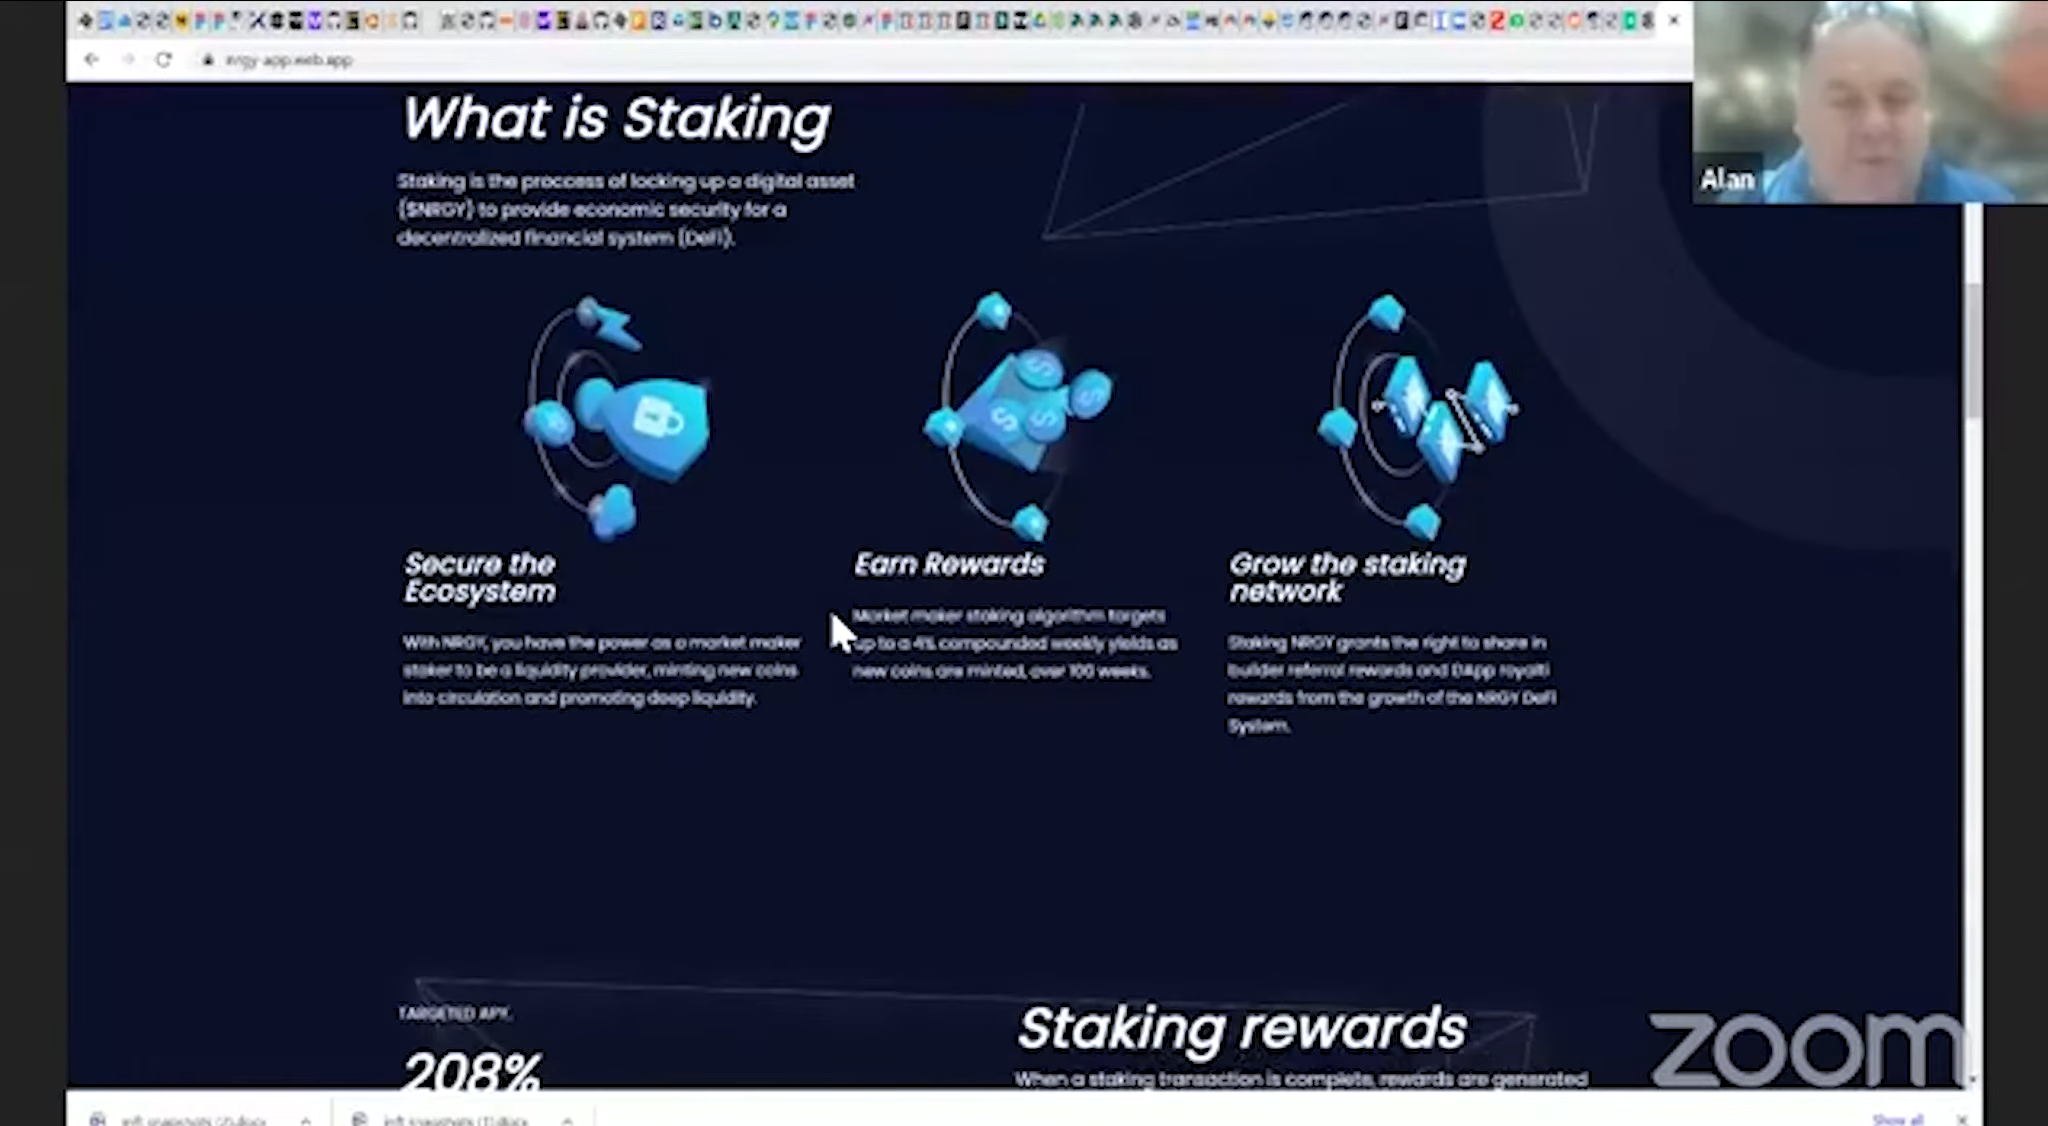 nrgy-app.web.app
Alan
What is Staking
Staking is the proccess of locking up a digital asset
($NRGY) to provide economic security for a
decentralized financial system (DeFi).
Secure the
Ecosystem
With NRGY, you have the power as a market maker
staker to be a liquidity provider, minting new coins
into circulation and promoting deep liquidity.
Earn Rewards
Market maker staking algorithm targets
up to a 4% compounded weekly yields as
new coins are minted, over 100 weeks.
Grow the staking
network
Staking NRGY grants the right to share in
builder referral rewards and DApp royalti
rewards from the growth of the NRGY DeFi
System.
TARGETED APY.
208%
Staking rewards
When a staking transaction is complete, rewards are generated
zoom
Show all